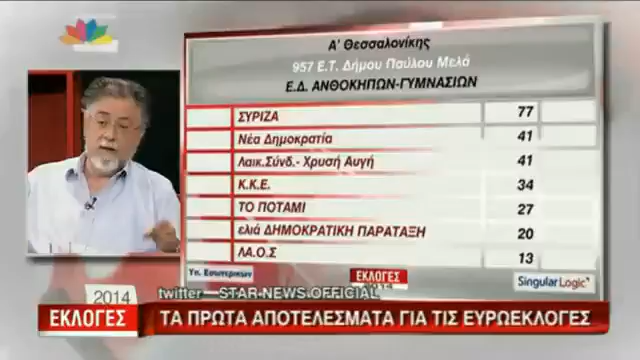 Α' Θεσσαλονίκης
957 Ε.Τ. Δήμου Παύλου Μελά
Ε.Δ. ΑΝΘΟΚΗΠΩΝ-ΓΥΜΝΑΣΙΩΝ
ΣΥΡΙΖΑ 77
Νέα Δημοκρατία 41
Λαικ.Σύνδ.- Χρυσή Αυγή 41
Κ.Κ.Ε. 34
ΤΟ ΠΟΤΑΜΙ 27
ελιά ΔΗΜΟΚΡΑΤΙΚΗ ΠΑΡΑΤΑΞΗ 20
ΛΑ.Ο.Σ 13
Υπ. Εσωτερικων
ΕΚΛΟΓΕΣ
2014
SingularLogic
2014
twitter STAR NEWS OFFICIAL
ΕΚΛΟΓΕΣ
ΤΑ ΠΡΩΤΑ ΑΠΟΤΕΛΕΣΜΑΤΑ ΓΙΑ ΤΙΣ ΕΥΡΩΕΚΛΟΓΕΣ